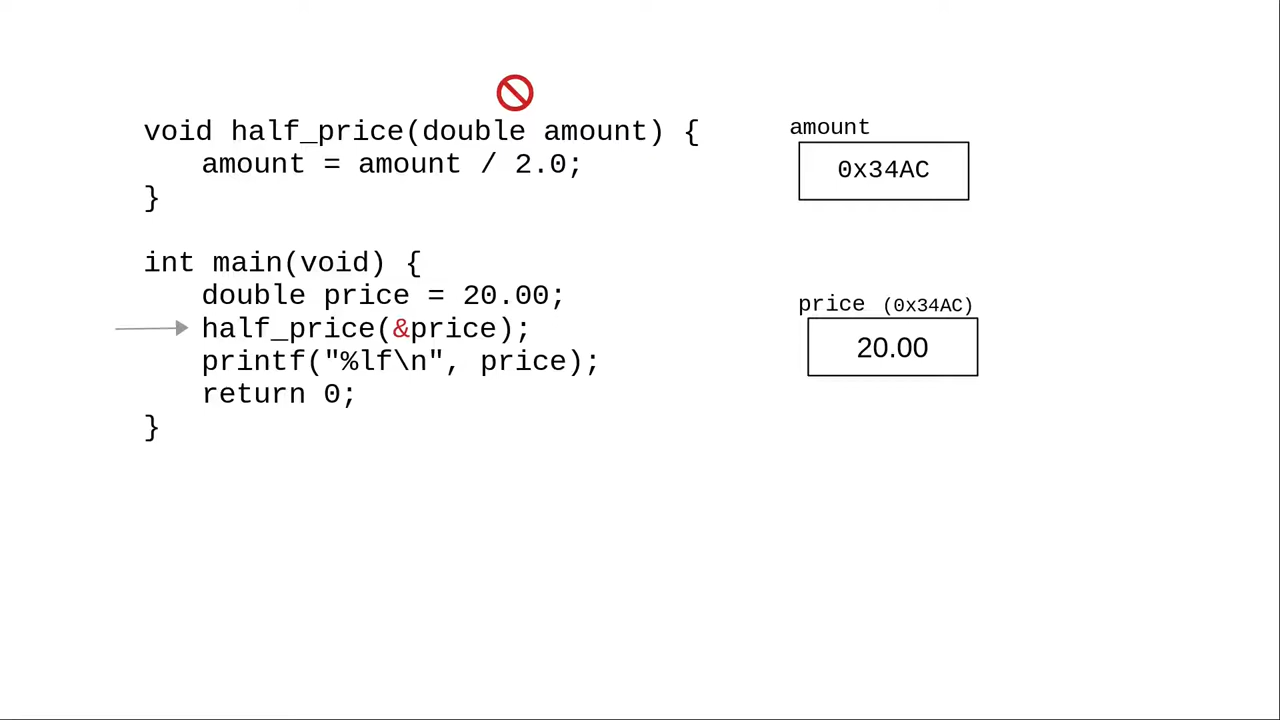 void half_price(double amount) {
    amount = amount / 2.0;
}
int main(void) {
    double price = 20.00;
    half_price(&price);
    printf("%lf\n", price);
    return 0;
}
amount
0x34AC
price (0x34AC)
20.00